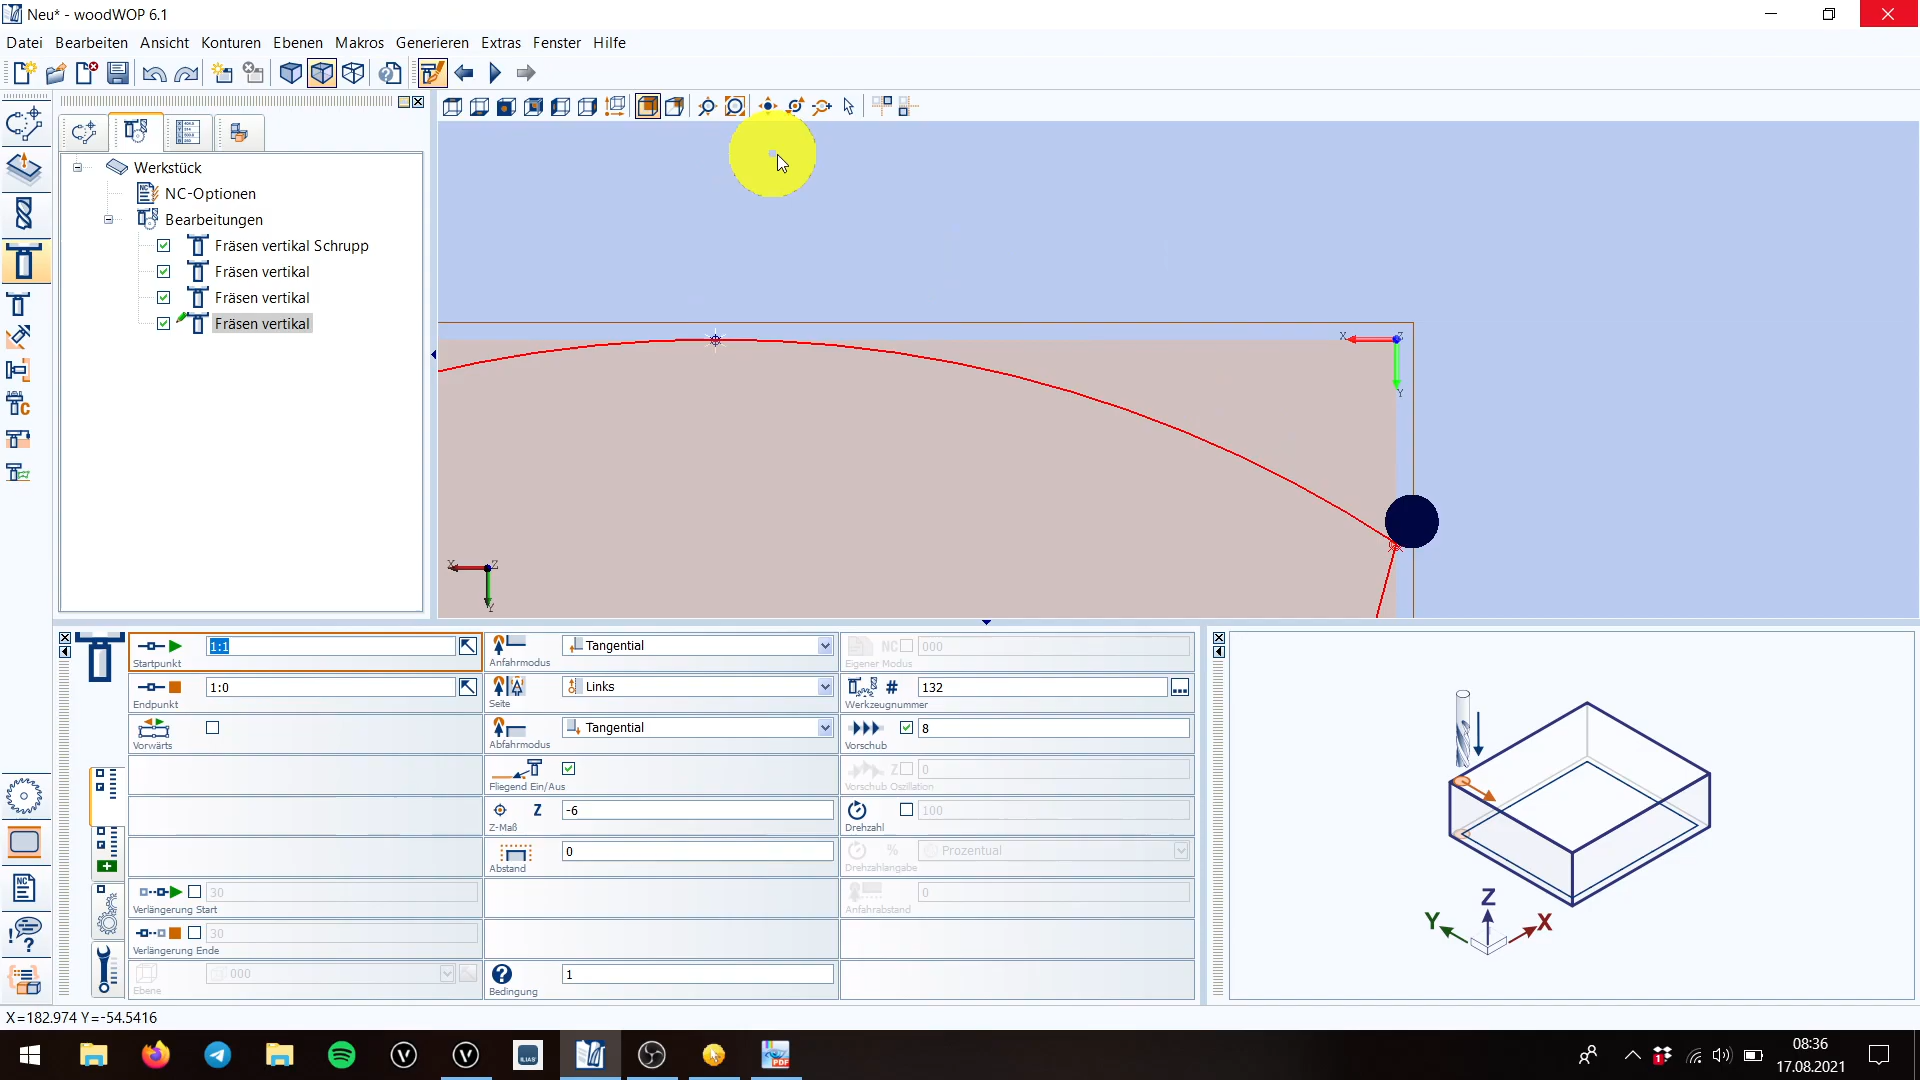 Neu* - woodWOP 6.1
Datei Bearbeiten Ansicht Konturen Ebenen Makros Generieren Extras Fenster Hilfe
Werkstück
NC-Optionen
Bearbeitungen
Fräsen vertikal Schrupp
Fräsen vertikal
Fräsen vertikal
Fräsen vertikal
X Z
Y
X Z
Y
1:1
Startpunkt
1:0
Endpunkt
Vorwärts
30
Verlängerung Start
30
Verlängerung Ende
000
Ebene
Tangential
Anfahrmodus
Links
Seite
Tangential
Abfahrmodus
Fliegend Ein/Aus
Z -6
Z-Maß
0
Abstand
1
Bedingung
NC 000
Eigener Modus
# 132
Werkzeugnummer
8
Vorschub
Z 0
Vorschub Oszillation
100
Drehzahl
% Prozentual
Drehzahlangabe
0
Anfahrabstand
Z
Y X
X=182.974 Y=-54.5416
08:36
17.08.2021